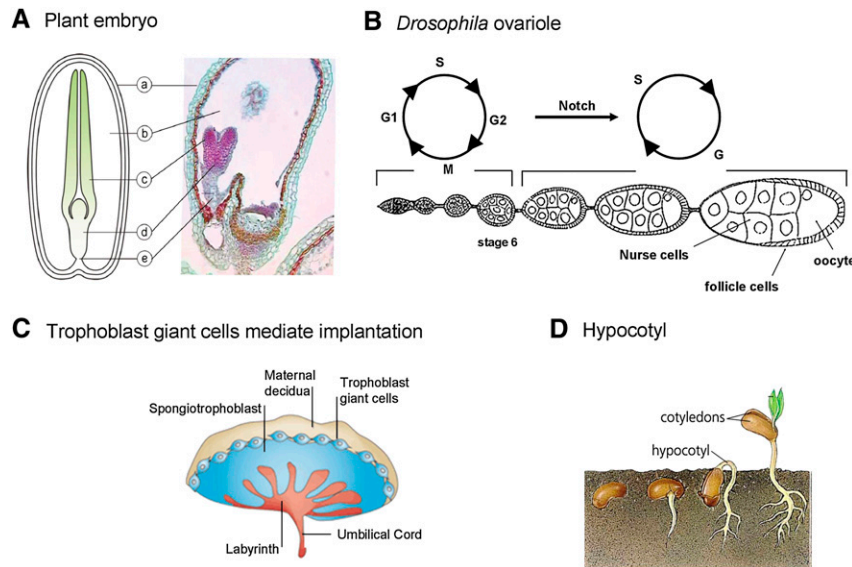 A Plant embryo
a
b
c
d
e
B Drosophila ovariole
S
G1
G2
M
Notch
S
G
stage 6
Nurse cells
oocyte
follicle cells
C Trophoblast giant cells mediate implantation
Maternal
decidua
Trophoblast
giant cells
Spongiotrophoblast
Labyrinth
Umbilical Cord
D Hypocotyl
cotyledons
hypocotyl